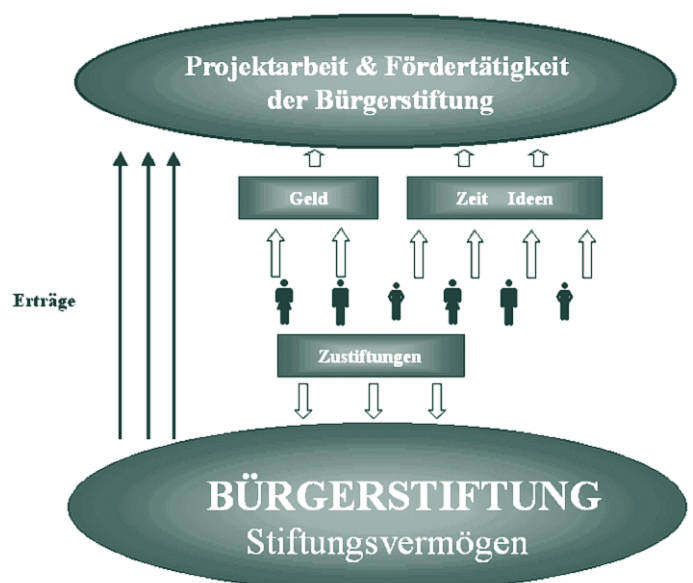 Projektarbeit & Fördertätigkeit
der Bürgerstiftung
Geld
Zeit Ideen
Erträge
Zustiftungen
BÜRGERSTIFTUNG
Stiftungsvermögen